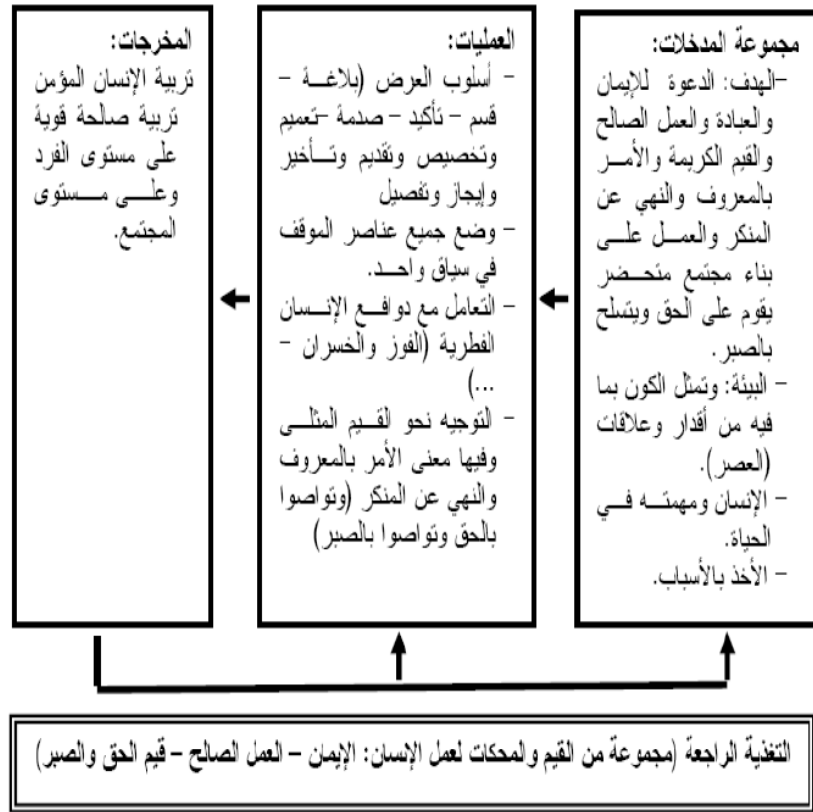 مجموعة المدخلات:
-الهدف: الدعوة للإيمان
والعبادة والعمل الصالح
والقيم الكريمة والأمر
بالمعروف والنهي عن
المنكر والعمل على
بناء مجتمع متحضر
يقوم على الحق ويتسلح
بالصبر.
- البيئة: وتمثل الكون بما
فيه من أقدار وعلاقات
(العصر).
- الإنسان ومهمته في
الحياة.
- الأخذ بالأسباب.
العمليات:
- أسلوب العرض (بلاغة –
قسم – تأكيد – صدمة –تعميم
وتخصيص وتقديم وتأخير
وإيجاز وتفصيل
- وضع جميع عناصر الموقف
في سياق واحد.
- التعامل مع دوافع الإنسان
الفطرية (الفوز والخسران –
...)
- التوجيه نحو القيم المثلى
وفيها معنى الأمر بالمعروف
والنهي عن المنكر (وتواصوا
بالحق وتواصوا بالصبر)
المخرجات:
تربية الإنسان المؤمن
تربية صالحة قوية
على مستوى الفرد
وعلى مستوى
المجتمع.
التغذية الراجعة (مجموعة من القيم والمحكات لعمل الإنسان: الإيمان – العمل الصالح – قيم الحق والصبر)